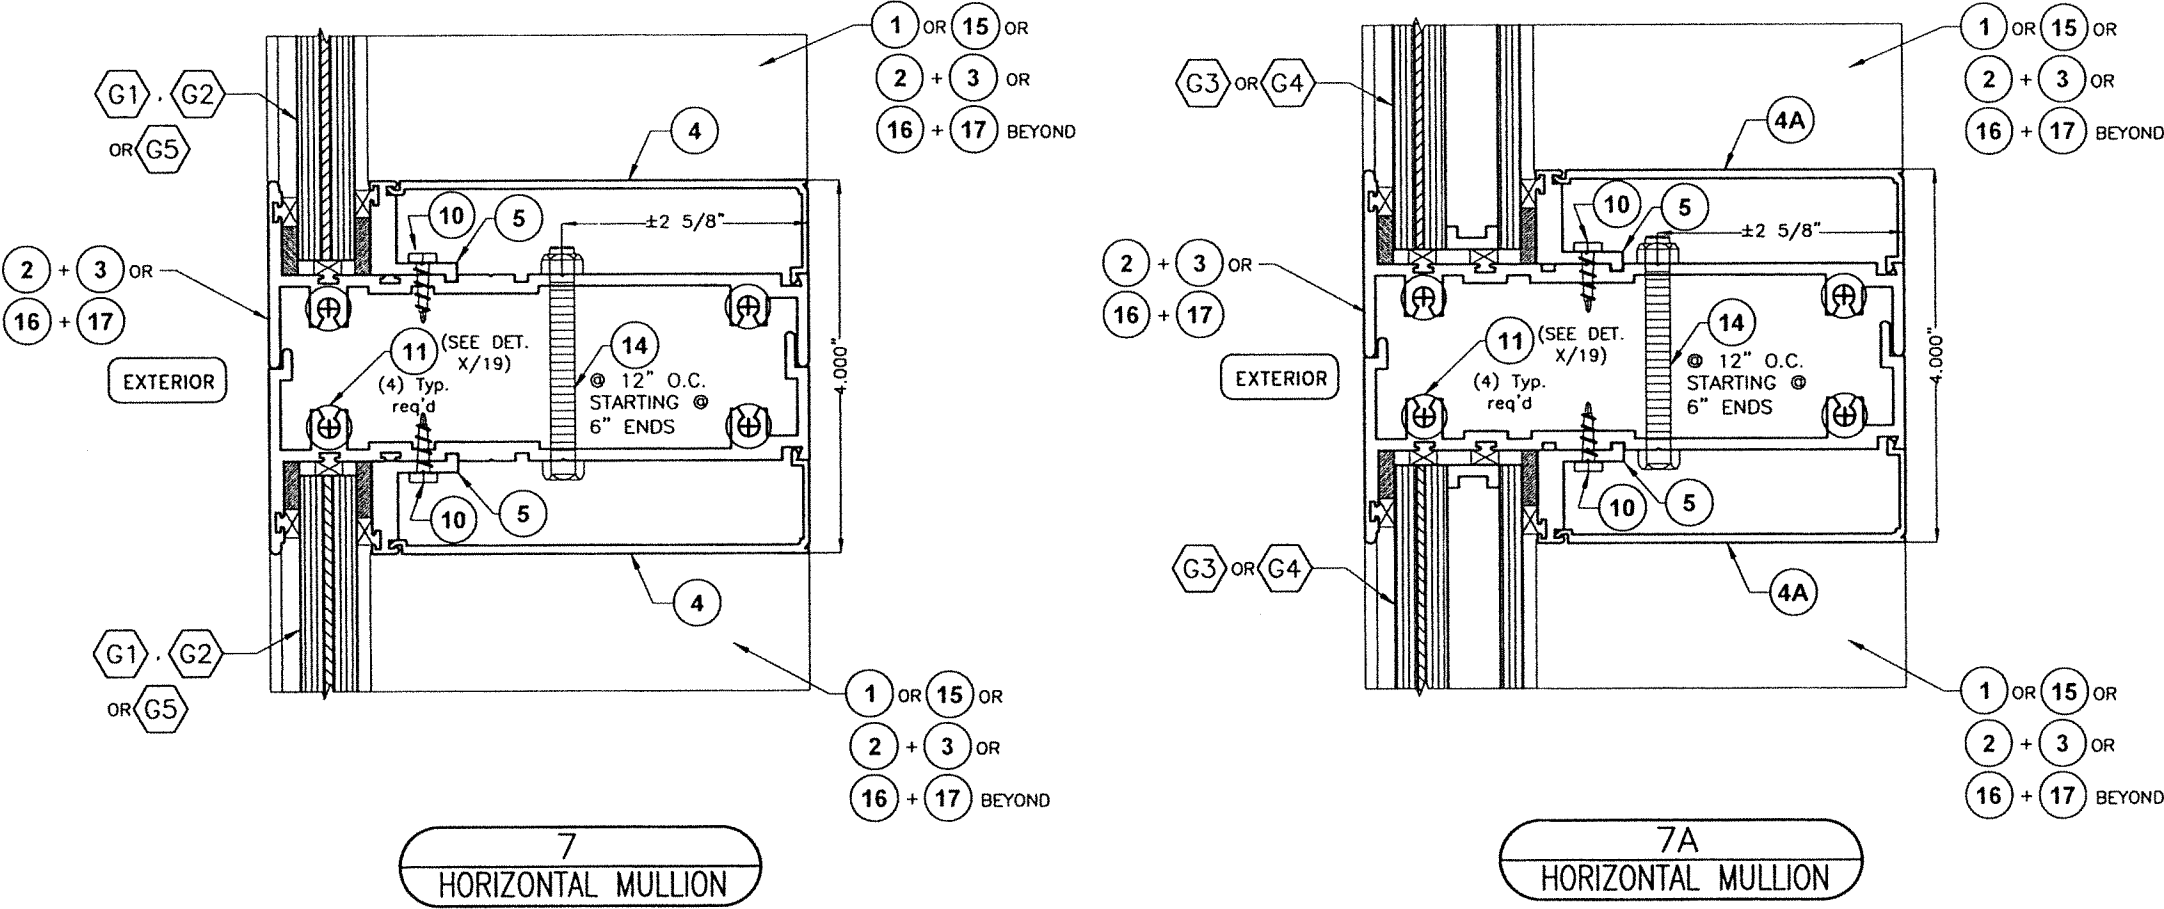 1 OR 15 OR
2 + 3 OR
16 + 17 BEYOND
G1 . G2
OR G5
4
10
5
±2 5/8"
2 + 3 OR
16 + 17
EXTERIOR
11
(SEE DET.
X/19)
(4) Typ.
req'd
14
@ 12" O.C.
STARTING @
6" ENDS
4.000"
10
5
4
G1 . G2
OR G5
1 OR 15 OR
2 + 3 OR
16 + 17 BEYOND
7
HORIZONTAL MULLION
1 OR 15 OR
2 + 3 OR
16 + 17 BEYOND
G3 OR G4
4A
10
5
±2 5/8"
2 + 3 OR
16 + 17
EXTERIOR
11
(SEE DET.
X/19)
(4) Typ.
req'd
14
@ 12" O.C.
STARTING @
6" ENDS
4.000"
10
5
G3 OR G4
4A
1 OR 15 OR
2 + 3 OR
16 + 17 BEYOND
7A
HORIZONTAL MULLION